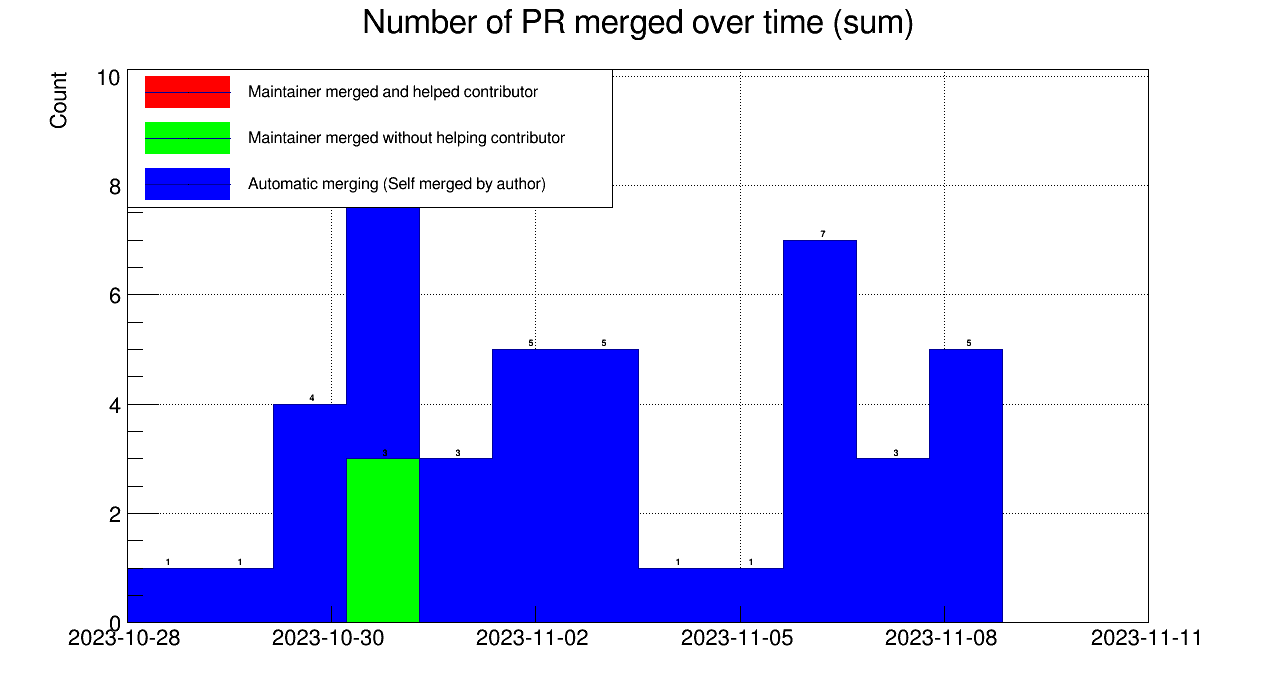 Number of PR merged over time (sum)
Count
10
8
6
4
2
0
Maintainer merged and helped contributor
Maintainer merged without helping contributor
Automatic merging (Self merged by author)
1 1 4 3 3 5 5 1 1 7 3 5
2023-10-28 2023-10-30 2023-11-02 2023-11-05 2023-11-08 2023-11-11